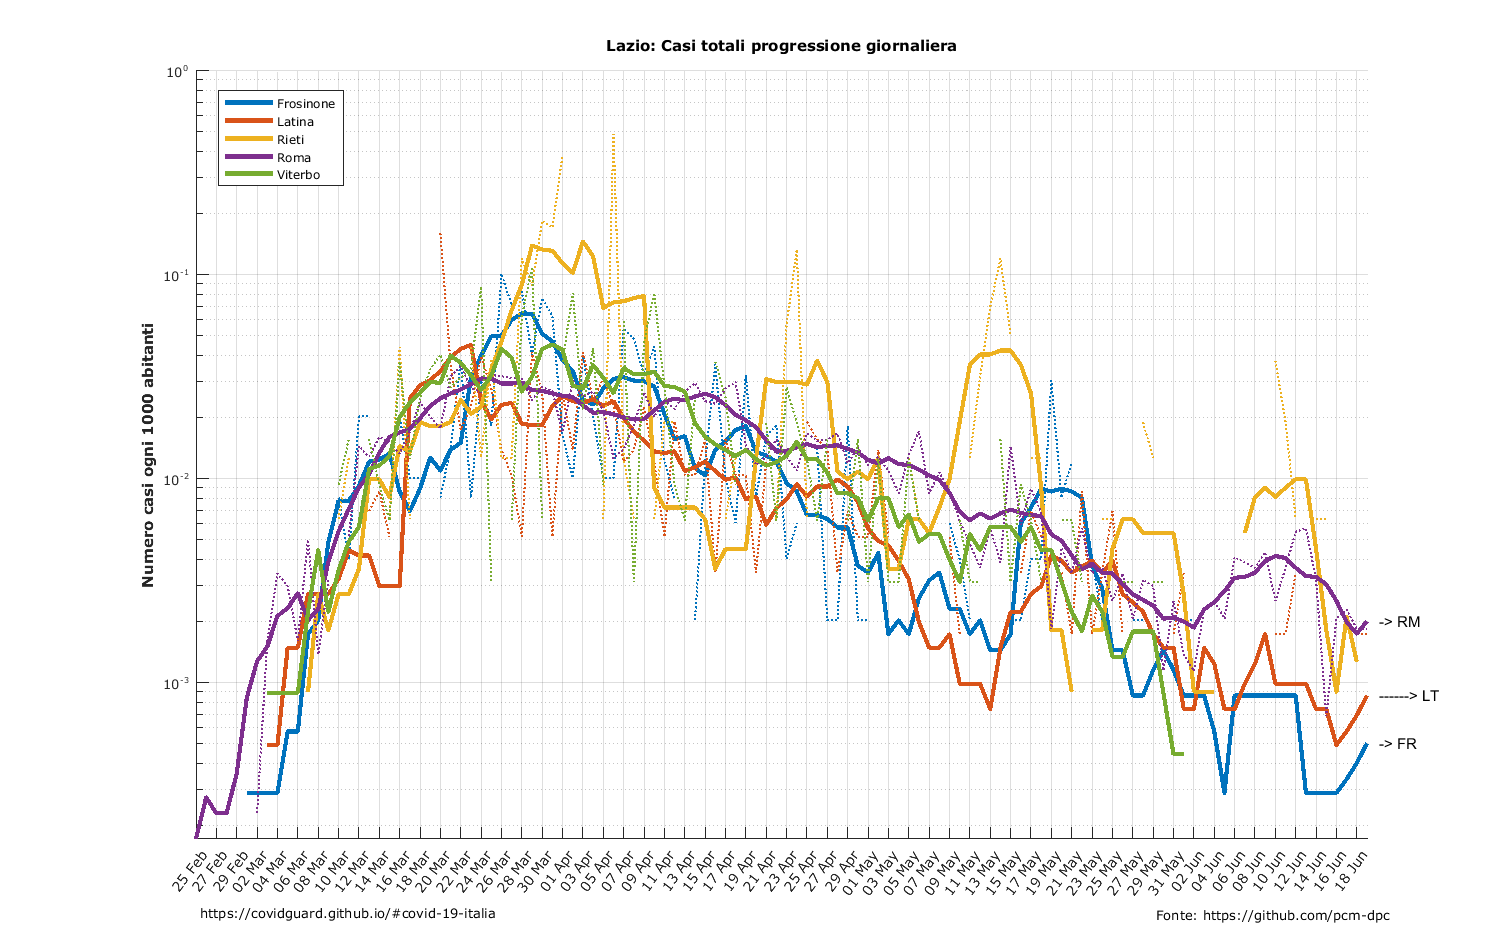 Lazio: Casi totali progressione giornaliera
Numero casi ogni 1000 abitanti
10⁰
10⁻¹
10⁻²
10⁻³
Frosinone
Latina
Rieti
Roma
Viterbo
-> RM
------> LT
-> FR
25 Feb
27 Feb
29 Feb
02 Mar
04 Mar
06 Mar
08 Mar
10 Mar
12 Mar
14 Mar
16 Mar
18 Mar
20 Mar
22 Mar
24 Mar
26 Mar
28 Mar
30 Mar
01 Apr
03 Apr
05 Apr
07 Apr
09 Apr
11 Apr
13 Apr
15 Apr
17 Apr
19 Apr
21 Apr
23 Apr
25 Apr
27 Apr
29 Apr
01 May
03 May
05 May
07 May
09 May
11 May
13 May
15 May
17 May
19 May
21 May
23 May
25 May
27 May
29 May
31 May
02 Jun
04 Jun
06 Jun
08 Jun
10 Jun
12 Jun
14 Jun
16 Jun
18 Jun
https://covidguard.github.io/#covid-19-italia
Fonte: https://github.com/pcm-dpc